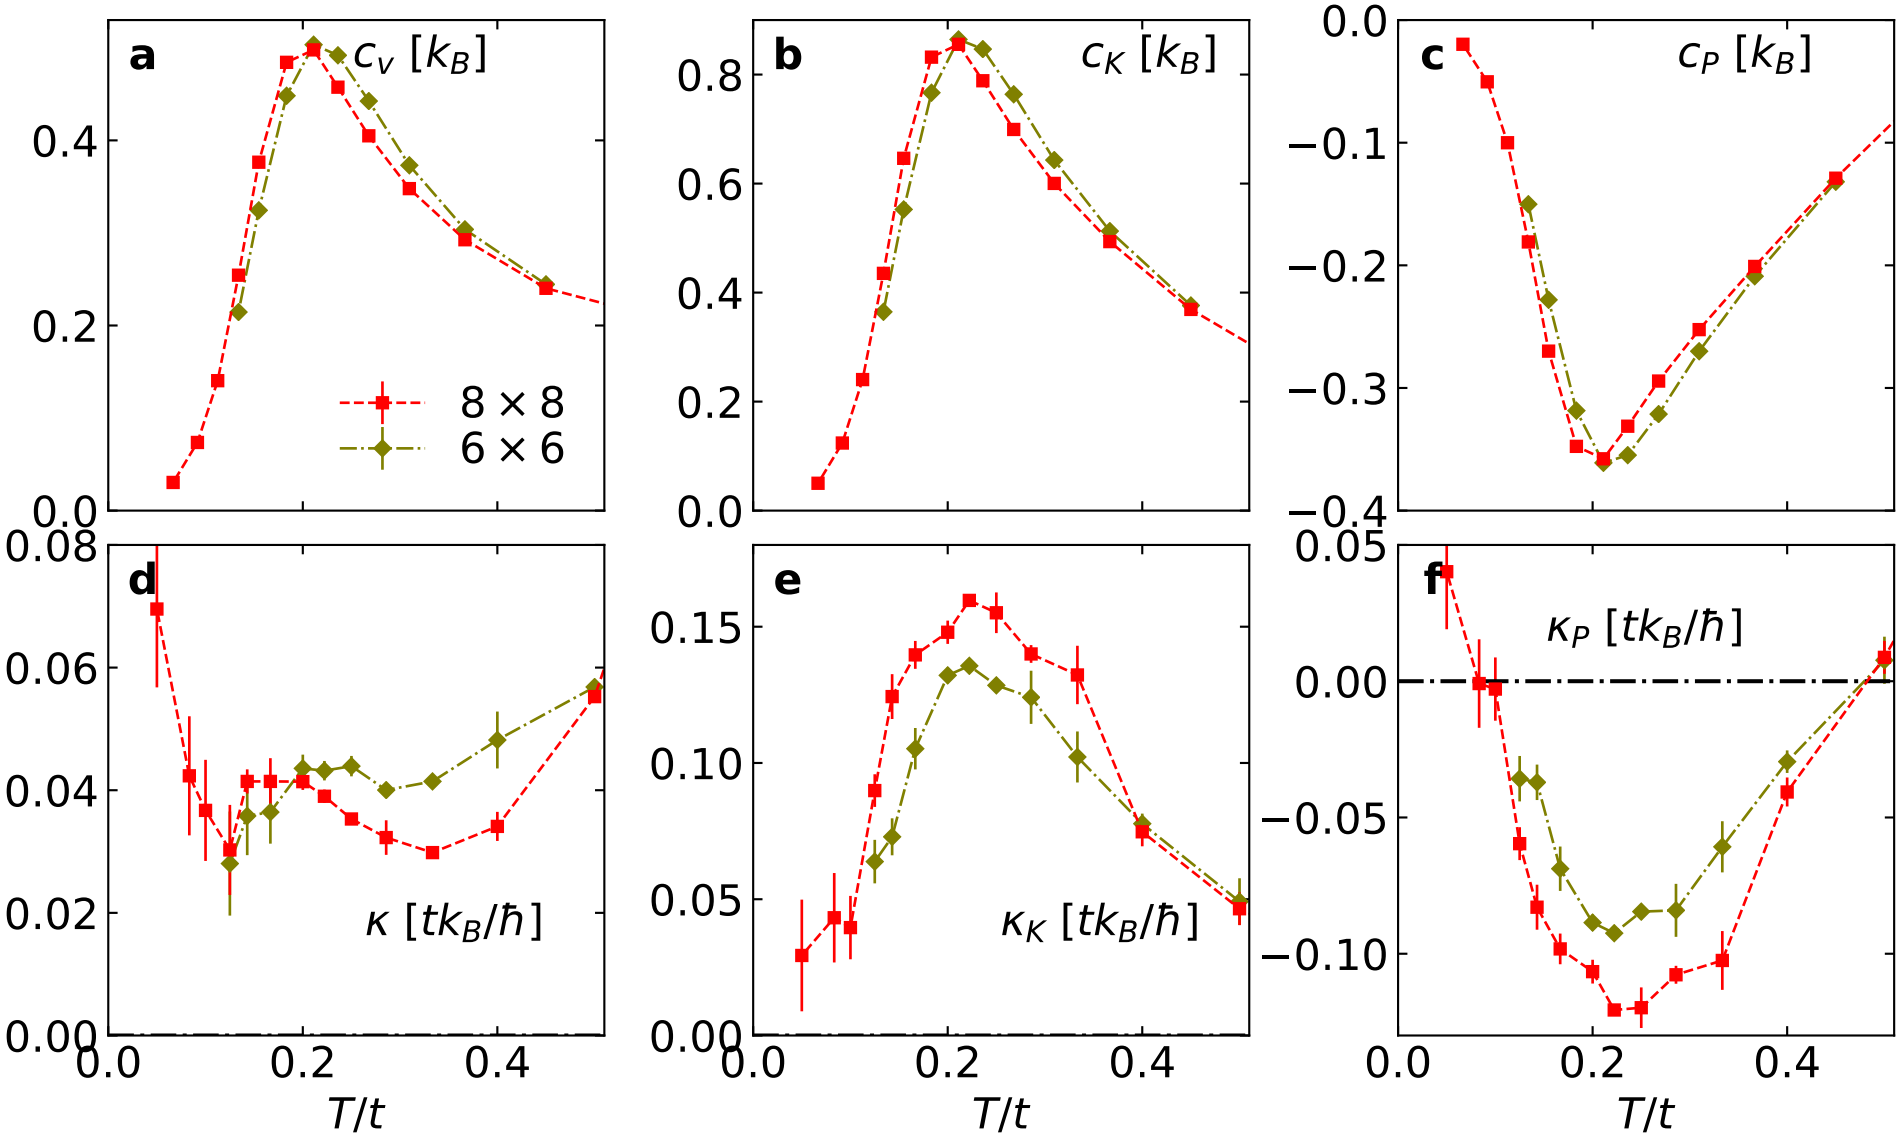 a
c_v [k_B]
0.4
0.2
0.0
8 × 8
6 × 6
b
c_K [k_B]
0.8
0.6
0.4
0.2
0.0
c
c_P [k_B]
0.0
−0.1
−0.2
−0.3
−0.4
d
κ [tk_B/ħ]
0.08
0.06
0.04
0.02
0.00
0.0 0.2 0.4
T/t
e
κ_K [tk_B/ħ]
0.15
0.10
0.05
0.00
0.0 0.2 0.4
T/t
f
κ_P [tk_B/ħ]
0.05
0.00
−0.05
−0.10
0.0 0.2 0.4
T/t